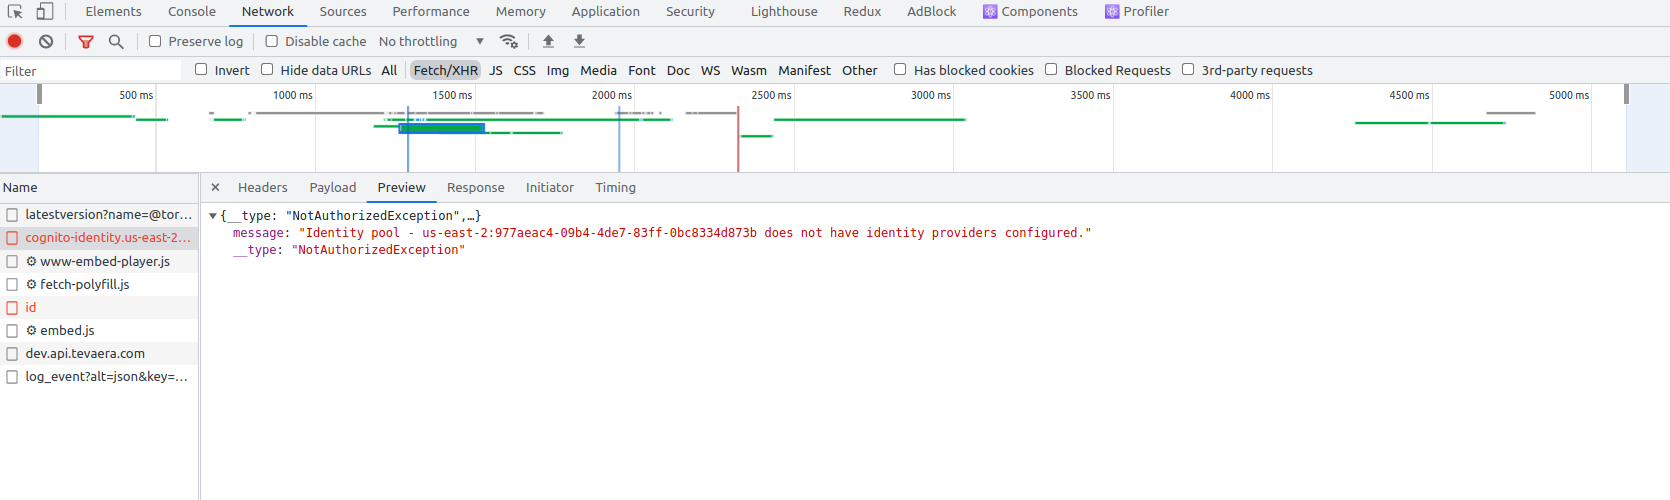 Elements Console Network Sources Performance Memory Application Security Lighthouse Redux AdBlock Components Profiler
Preserve log Disable cache No throttling
Filter Invert Hide data URLs All Fetch/XHR JS CSS Img Media Font Doc WS Wasm Manifest Other Has blocked cookies Blocked Requests 3rd-party requests
500 ms 1000 ms 1500 ms 2000 ms 2500 ms 3000 ms 3500 ms 4000 ms 4500 ms 5000 ms
Name
latestversion?name=@tor...
cognito-identity.us-east-2...
www-embed-player.js
fetch-polyfill.js
id
embed.js
dev.api.tevaera.com
log_event?alt=json&key=...
× Headers Payload Preview Response Initiator Timing
▼{__type: "NotAuthorizedException",…}
message: "Identity pool - us-east-2:977aeac4-09b4-4de7-83ff-0bc8334d873b does not have identity providers configured."
__type: "NotAuthorizedException"